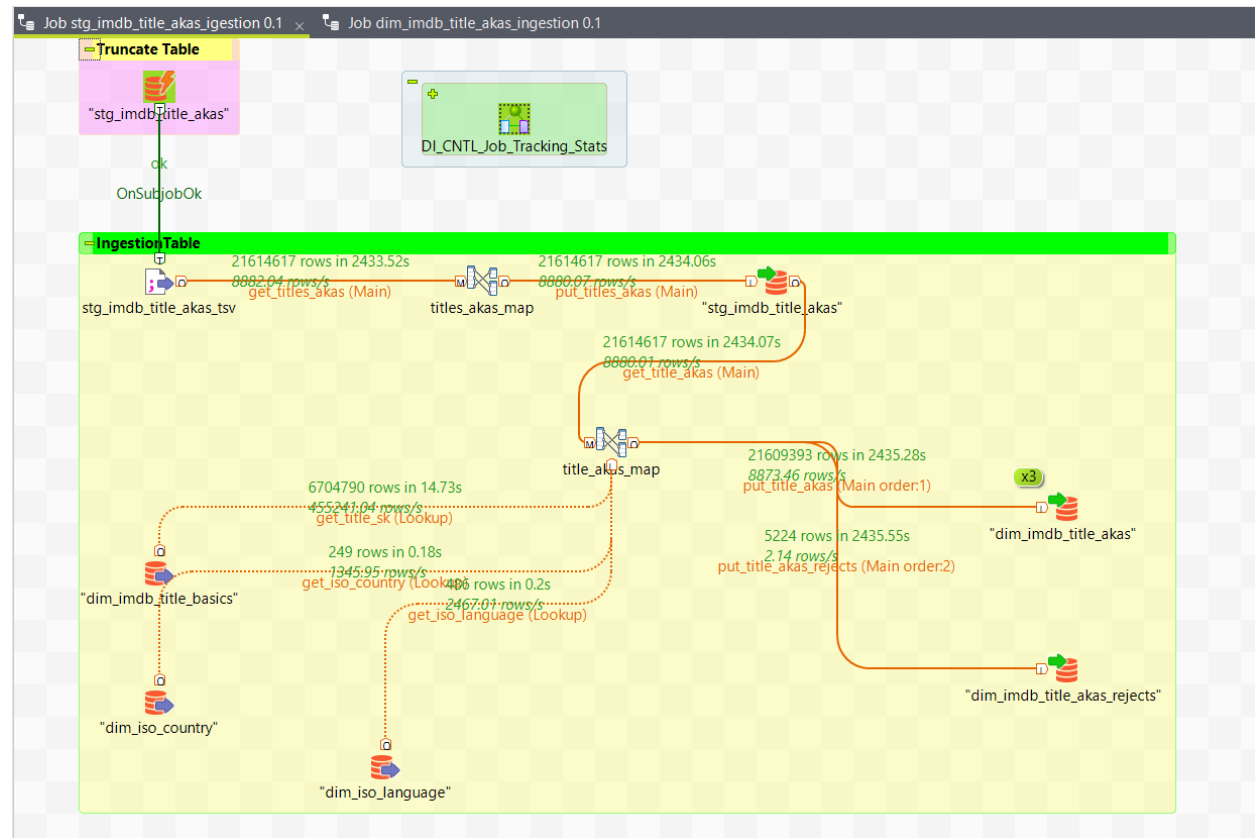 Job stg_imdb_title_akas_igestion 0.1
Job dim_imdb_title_akas_ingestion 0.1
Truncate Table
"stg_imdb_title_akas"
DI_CNTL_Job_Tracking_Stats
ok
OnSubjobOk
IngestionTable
21614617 rows in 2433.52s
8882.04 rows/s
get_titles_akas (Main)
21614617 rows in 2434.06s
8880.07 rows/s
put_titles_akas (Main)
stg_imdb_title_akas_tsv
titles_akas_map
"stg_imdb_title_akas"
21614617 rows in 2434.07s
8880.01 rows/s
get_title_akas (Main)
title_akas_map
21609393 rows in 2435.28s
8873.46 rows/s
put_title_akas (Main order:1)
x3
"dim_imdb_title_akas"
6704790 rows in 14.73s
455241.04 rows/s
get_title_sk (Lookup)
5224 rows in 2435.55s
2.14 rows/s
put_title_akas_rejects (Main order:2)
249 rows in 0.18s
1345.95 rows/s
get_iso_country (Lookup)
486 rows in 0.2s
2467.01 rows/s
get_iso_language (Lookup)
"dim_imdb_title_basics"
"dim_imdb_title_akas_rejects"
"dim_iso_country"
"dim_iso_language"